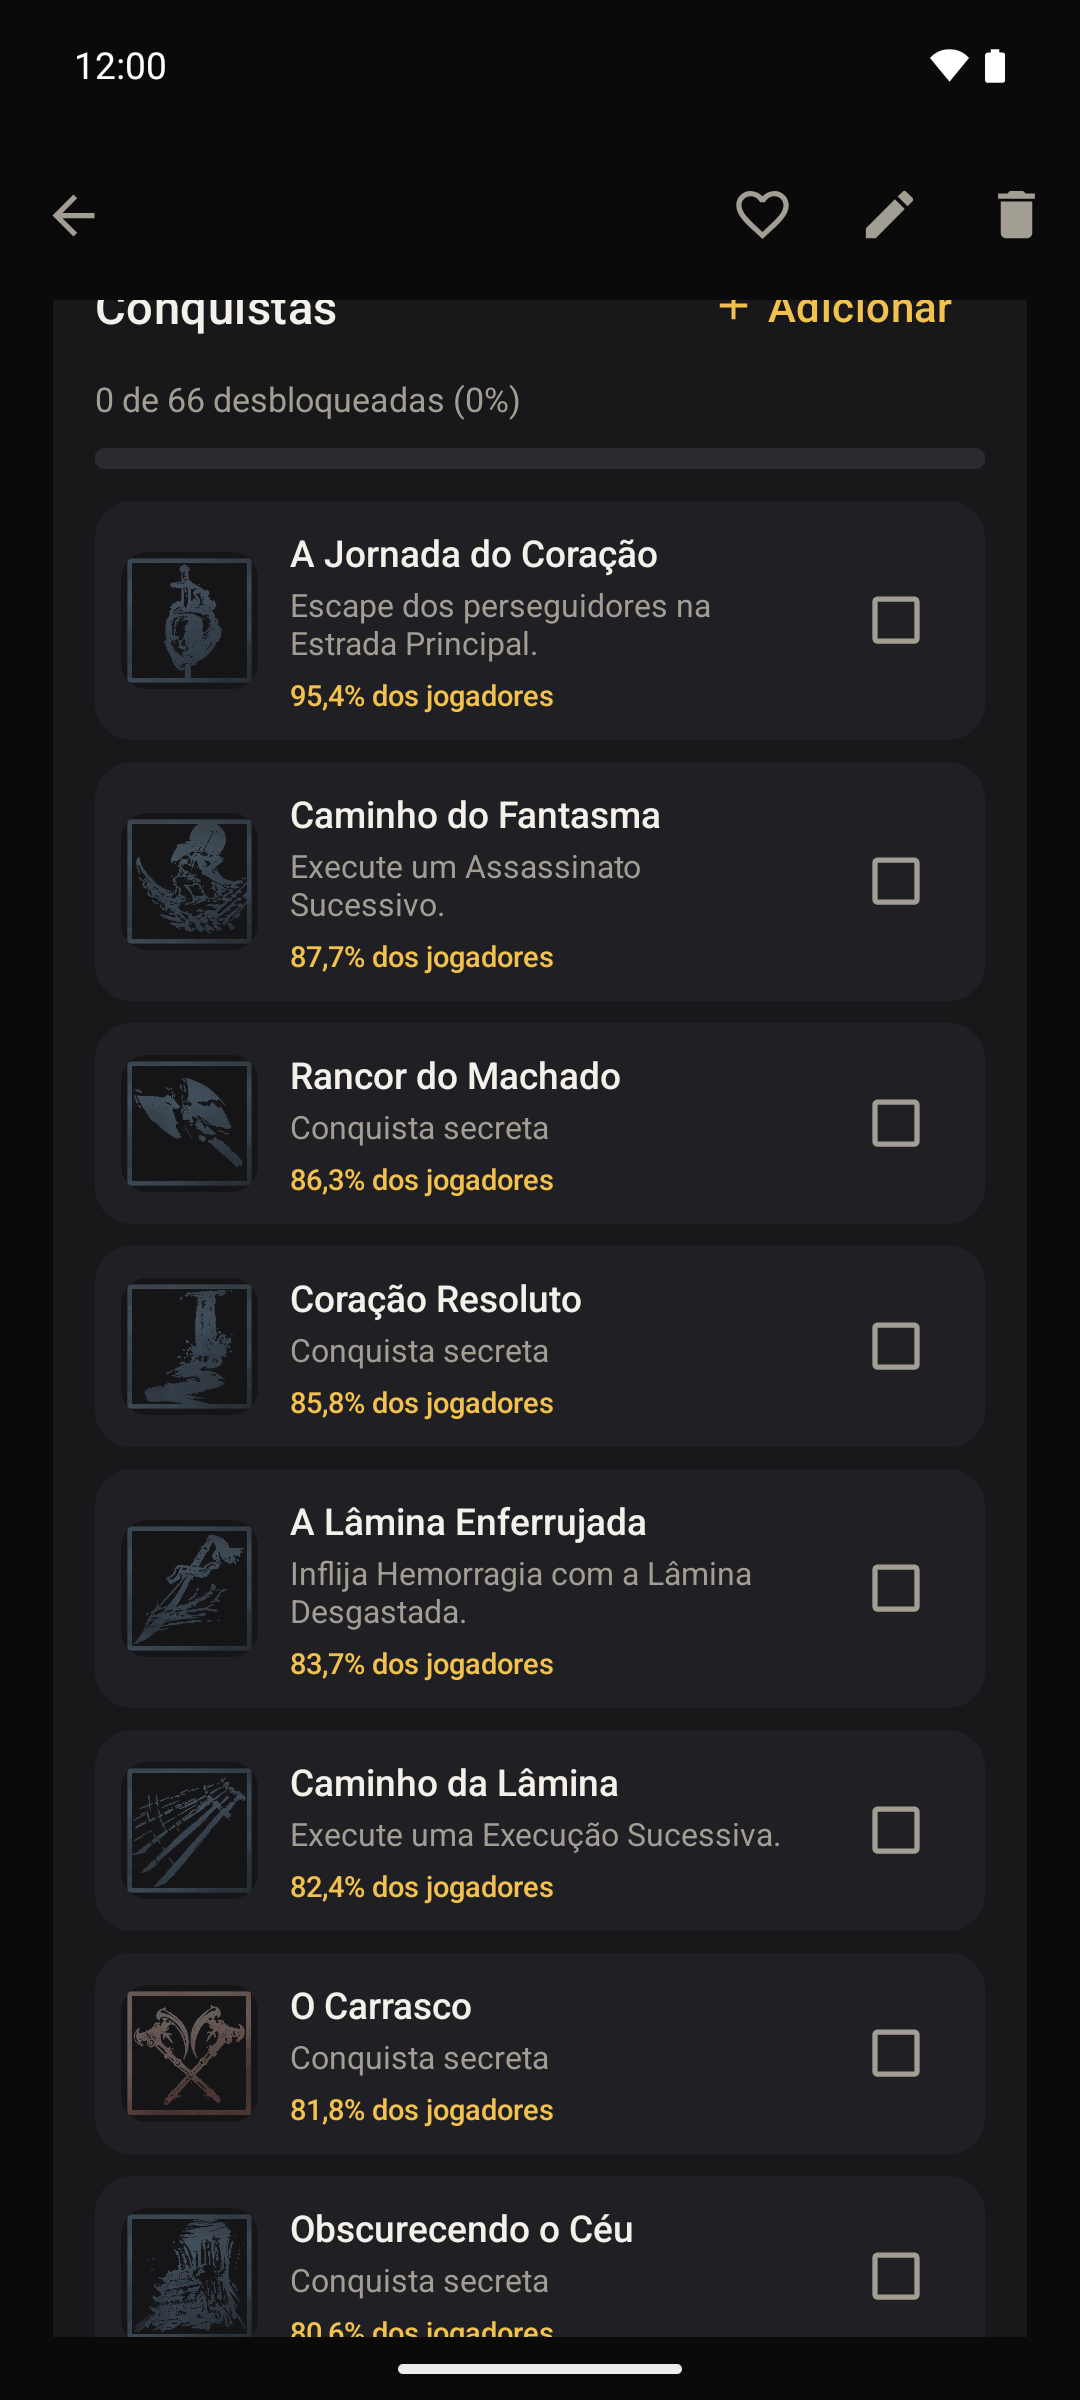 12:00
Conquistas
+ Adicionar
0 de 66 desbloqueadas (0%)
A Jornada do Coração
Escape dos perseguidores na
Estrada Principal.
95,4% dos jogadores
Caminho do Fantasma
Execute um Assassinato
Sucessivo.
87,7% dos jogadores
Rancor do Machado
Conquista secreta
86,3% dos jogadores
Coração Resoluto
Conquista secreta
85,8% dos jogadores
A Lâmina Enferrujada
Inflija Hemorragia com a Lâmina
Desgastada.
83,7% dos jogadores
Caminho da Lâmina
Execute uma Execução Sucessiva.
82,4% dos jogadores
O Carrasco
Conquista secreta
81,8% dos jogadores
Obscurecendo o Céu
Conquista secreta
80,6% dos jogadores